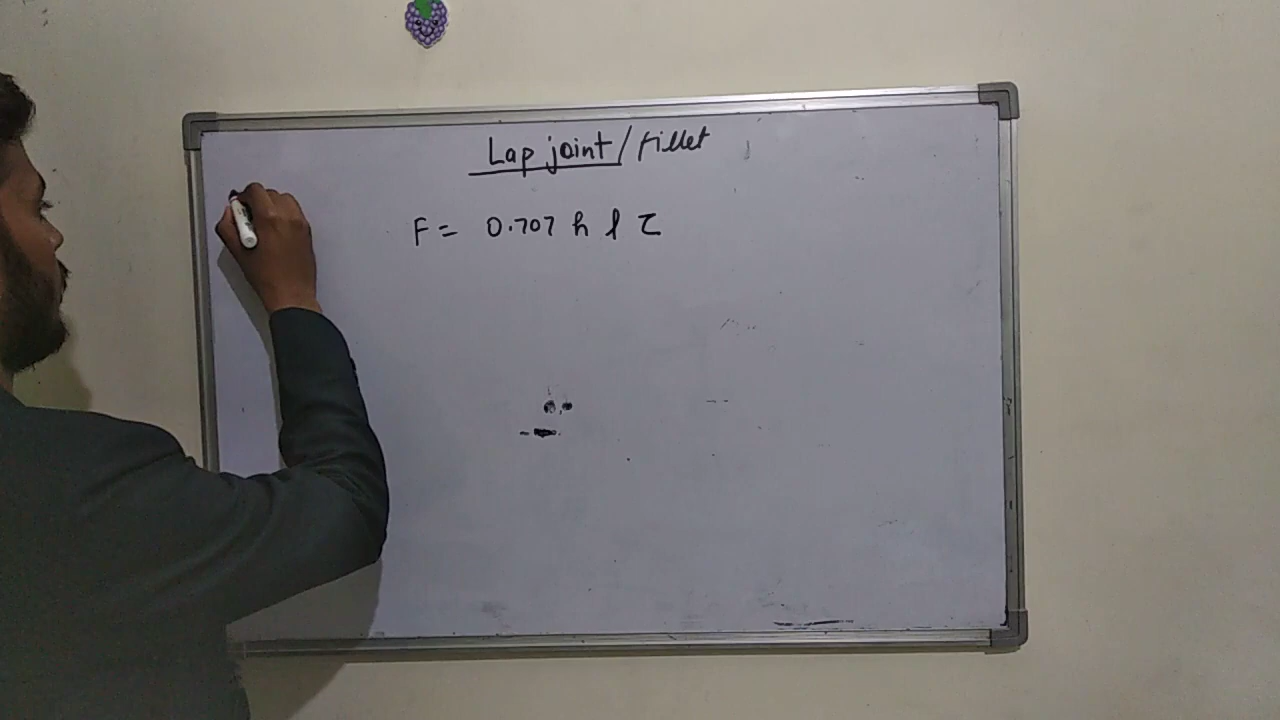 Lap joint / Fillet
F = 0.707 h l τ